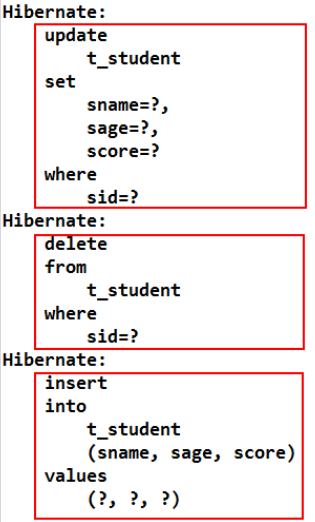 Hibernate:
update
t_student
set
sname=?,
sage=?,
score=?
where
sid=?
Hibernate:
delete
from
t_student
where
sid=?
Hibernate:
insert
into
t_student
(sname, sage, score)
values
(?, ?, ?)